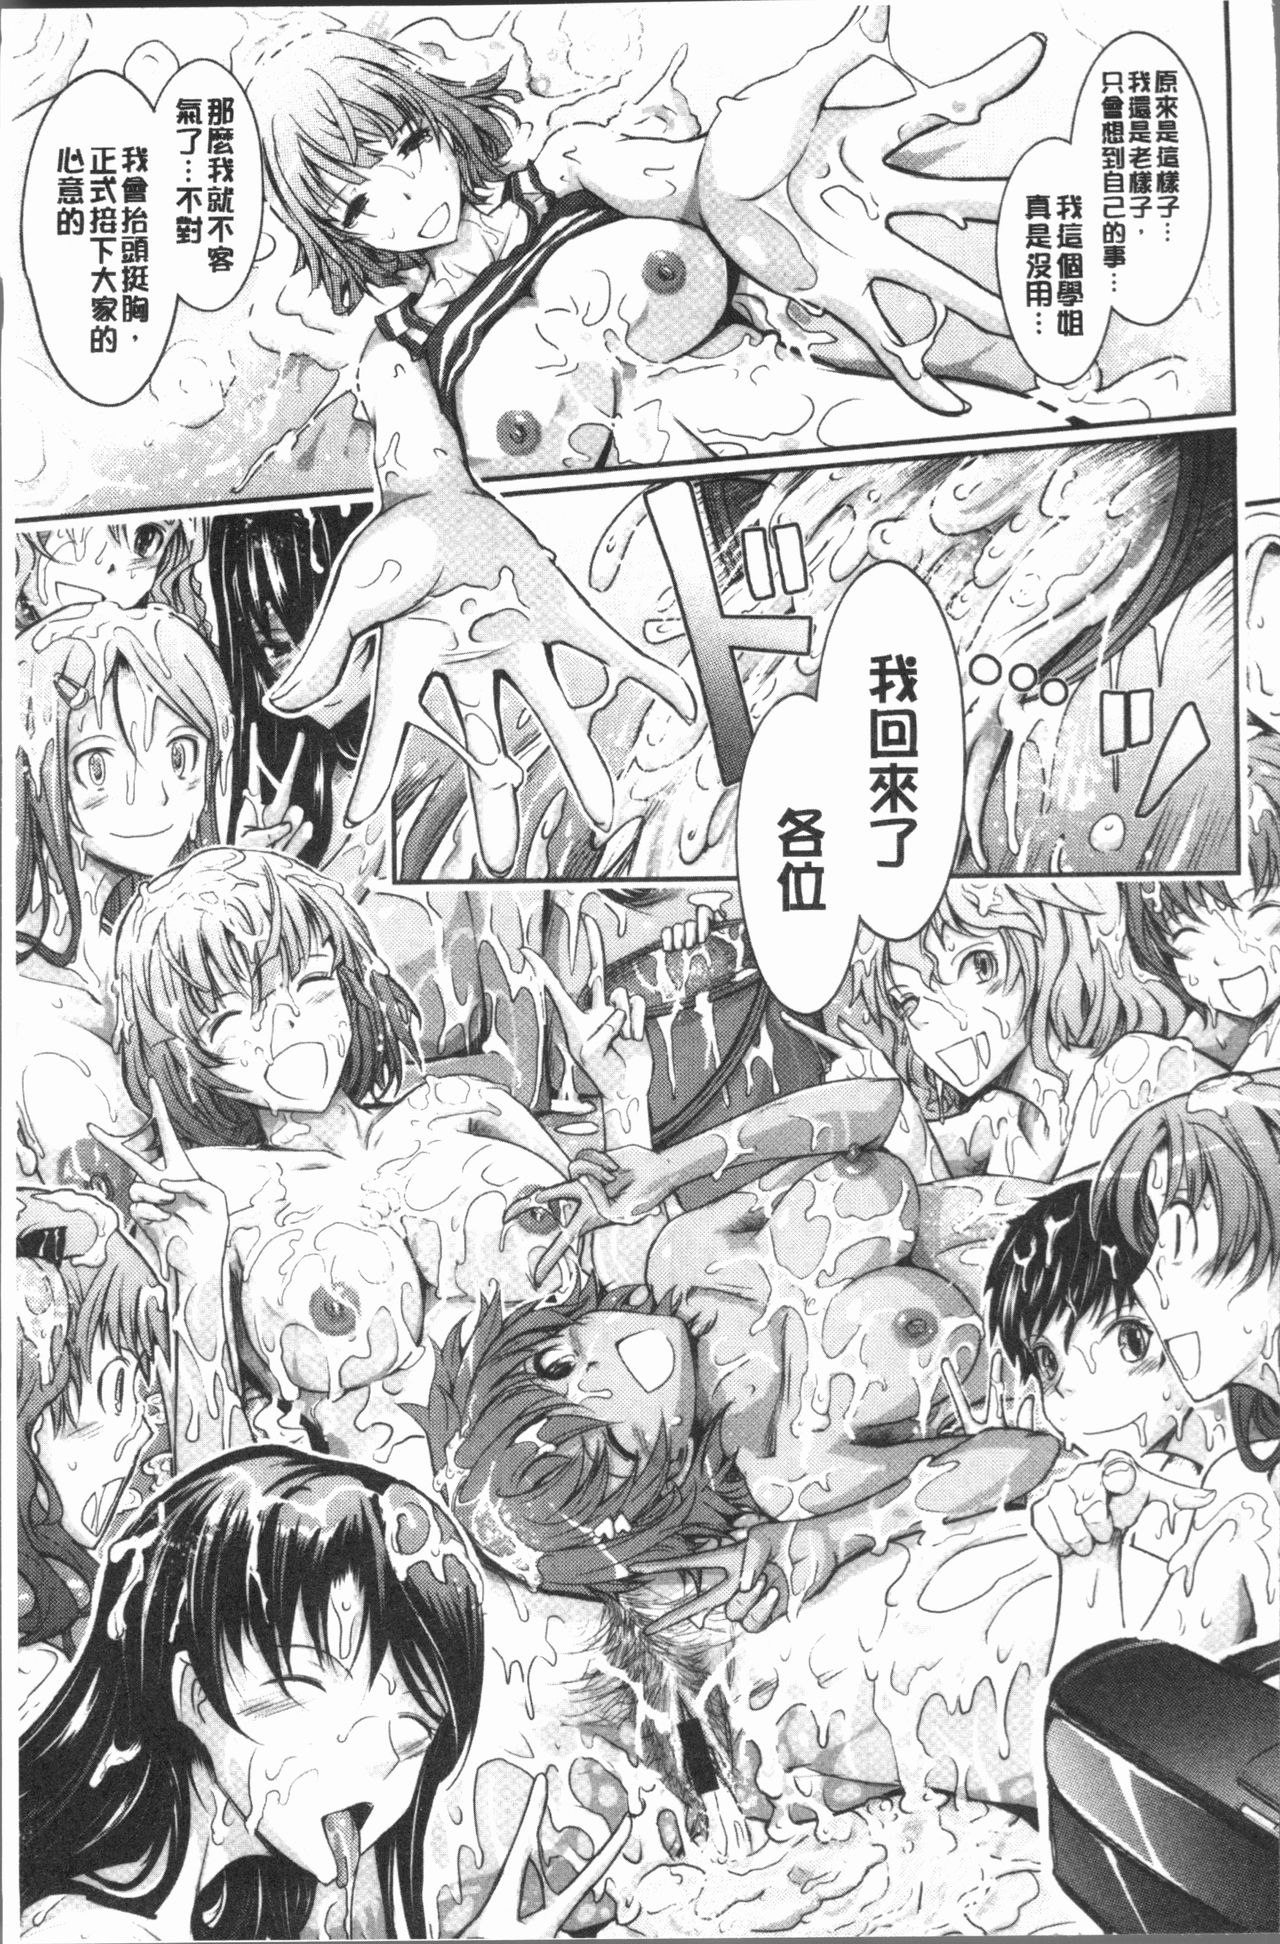 原來是這樣子…
我還是老樣子，
只會想到自己的事…
我這個學姐
真是沒用…
那麼我就不客
氣了…不對
我會抬頭挺胸，
正式接下大家的
心意的
ド
我回來了
各位